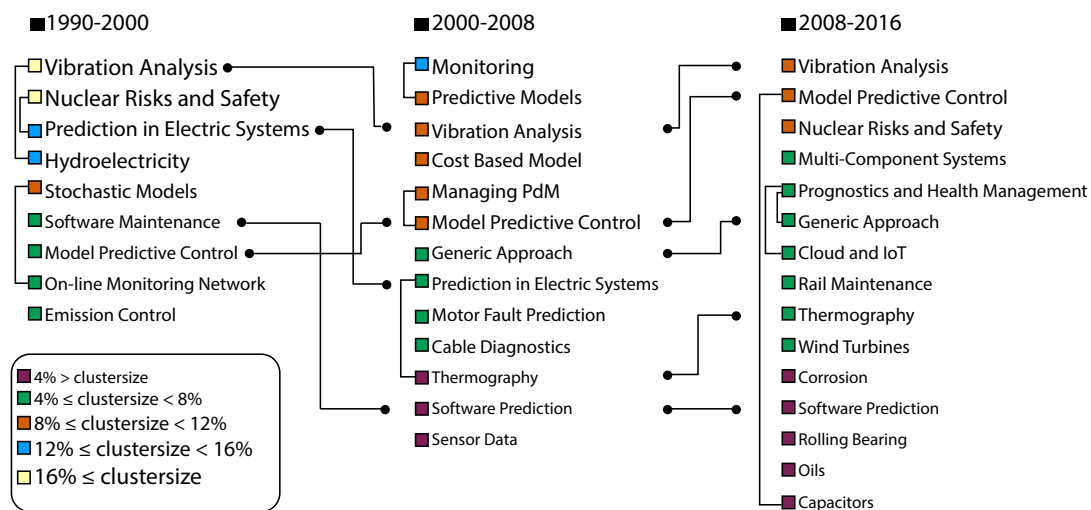 1990-2000
Vibration Analysis
Nuclear Risks and Safety
Prediction in Electric Systems
Hydroelectricity
Stochastic Models
Software Maintenance
Model Predictive Control
On-line Monitoring Network
Emission Control
4% > clustersize
4% ≤ clustersize < 8%
8% ≤ clustersize < 12%
12% ≤ clustersize < 16%
16% ≤ clustersize
2000-2008
Monitoring
Predictive Models
Vibration Analysis
Cost Based Model
Managing PdM
Model Predictive Control
Generic Approach
Prediction in Electric Systems
Motor Fault Prediction
Cable Diagnostics
Thermography
Software Prediction
Sensor Data
2008-2016
Vibration Analysis
Model Predictive Control
Nuclear Risks and Safety
Multi-Component Systems
Prognostics and Health Management
Generic Approach
Cloud and IoT
Rail Maintenance
Thermography
Wind Turbines
Corrosion
Software Prediction
Rolling Bearing
Oils
Capacitors